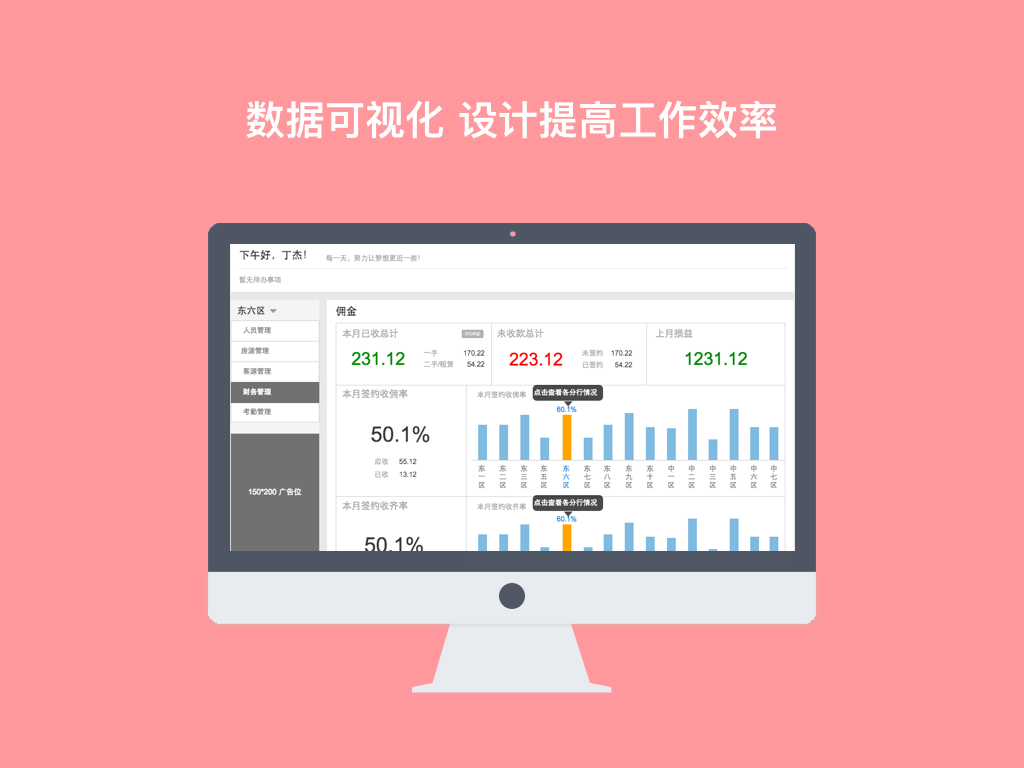 数据可视化 设计提高工作效率
下午好，丁杰！
每一天，努力让梦想更近一些！
暂无待办事项
东六区
人员管理
房源管理
客源管理
财务管理
考勤管理
150*200 广告位
佣金
本月已收总计
more
231.12
一手 170.22
二手/租赁 54.22
未收款总计
223.12
未签约 170.22
已签约 54.22
上月损益
1231.12
本月签约收佣率
50.1%
应收 55.12
已收 13.12
本月签约收佣率
点击查看各分行情况
60.1%
东一区 东二区 东三区 东五区 东六区 东七区 东八区 东九区 东十区 中一区 中二区 中三区 中五区 中六区 中七区
本月签约收齐率
50.1%
本月签约收齐率
点击查看各分行情况
60.1%